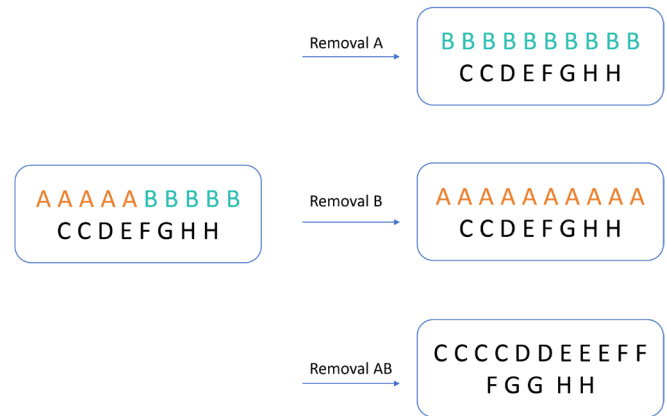 Removal A
B B B B B B B B B B
C C D E F G H H
A A A A A B B B B B
C C D E F G H H
Removal B
A A A A A A A A A A
C C D E F G H H
Removal AB
C C C C D D E E E F F
F G G H H